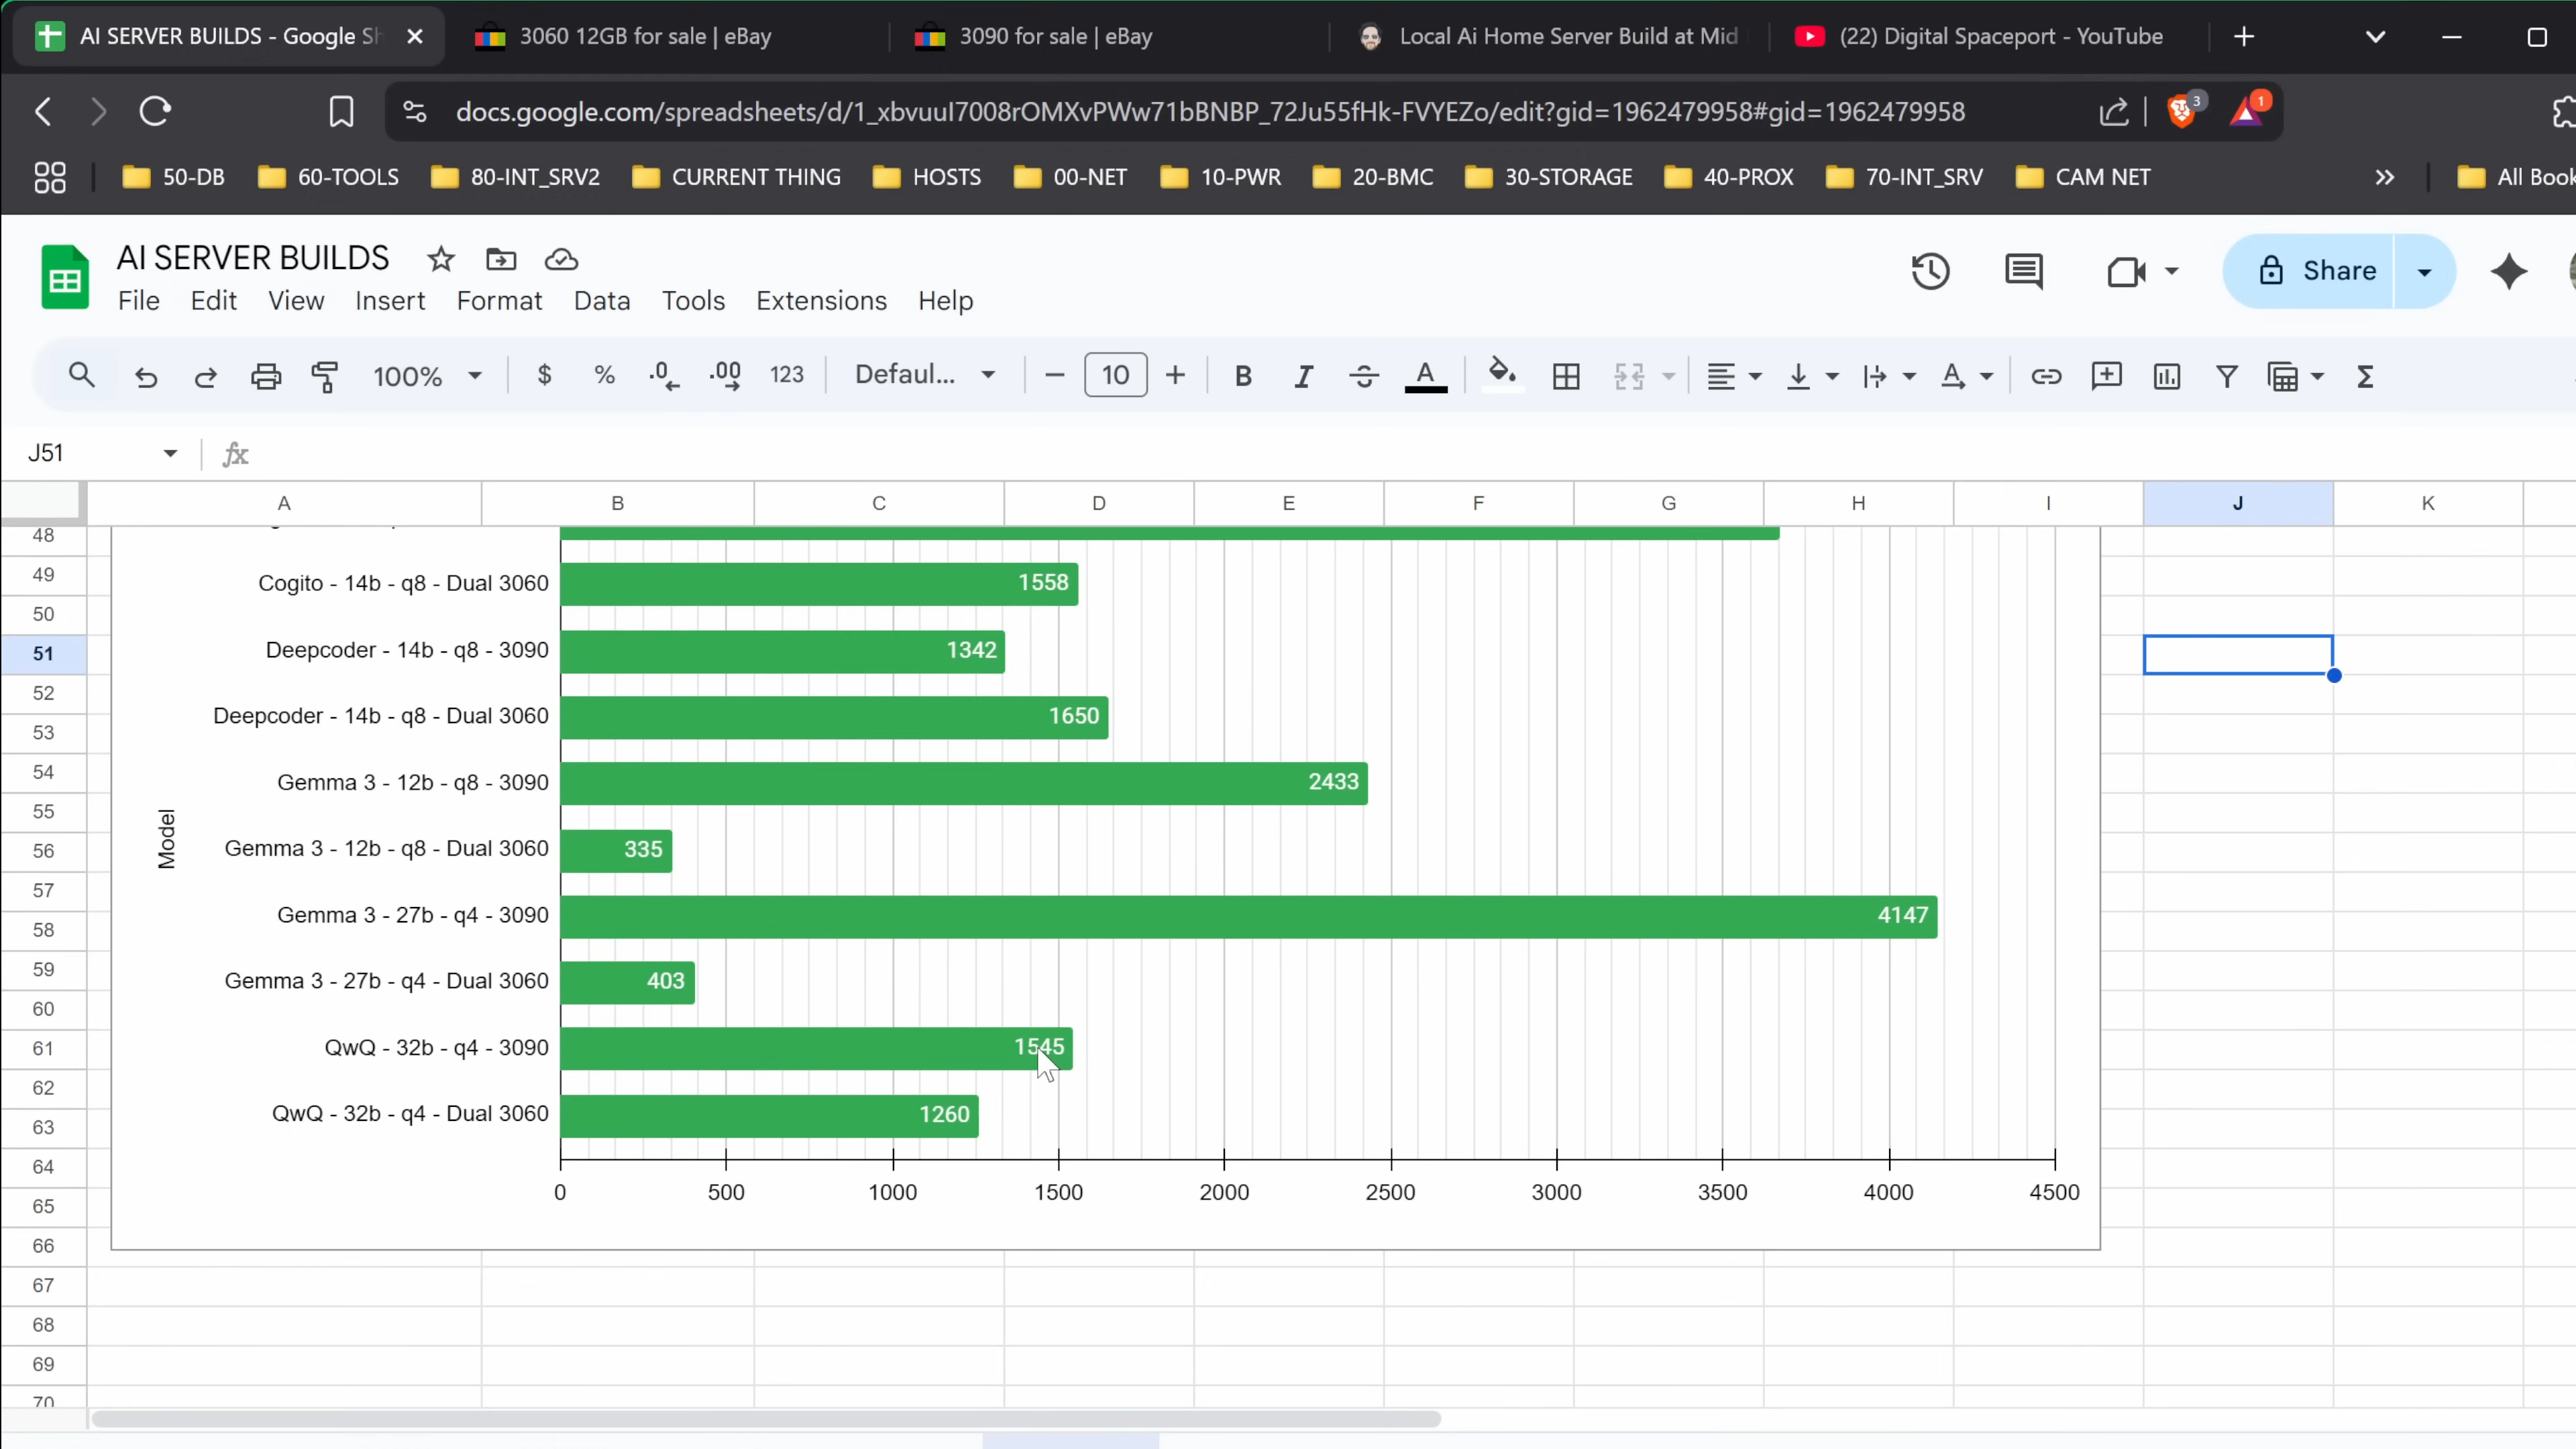 AI SERVER BUILDS - Google Sh
3060 12GB for sale | eBay
3090 for sale | eBay
Local Ai Home Server Build at Mid
(22) Digital Spaceport - YouTube
docs.google.com/spreadsheets/d/1_xbvuuI7008rOMXvPWw71bBNBP_72Ju55fHk-FVYEZo/edit?gid=1962479958#gid=1962479958
3
1
50-DB
60-TOOLS
80-INT_SRV2
CURRENT THING
HOSTS
00-NET
10-PWR
20-BMC
30-STORAGE
40-PROX
70-INT_SRV
CAM NET
All Book
AI SERVER BUILDS
File Edit View Insert Format Data Tools Extensions Help
Share
100% $ % .0 .00 123 Defaul... 10 B I A
J51
fx
A B C D E F G H I J K
48
49
50
51
52
53
54
55
56
57
58
59
60
61
62
63
64
65
66
67
68
69
70
Model
Cogito - 14b - q8 - Dual 3060 1558
Deepcoder - 14b - q8 - 3090 1342
Deepcoder - 14b - q8 - Dual 3060 1650
Gemma 3 - 12b - q8 - 3090 2433
Gemma 3 - 12b - q8 - Dual 3060 335
Gemma 3 - 27b - q4 - 3090 4147
Gemma 3 - 27b - q4 - Dual 3060 403
QwQ - 32b - q4 - 3090 1545
QwQ - 32b - q4 - Dual 3060 1260
0 500 1000 1500 2000 2500 3000 3500 4000 4500